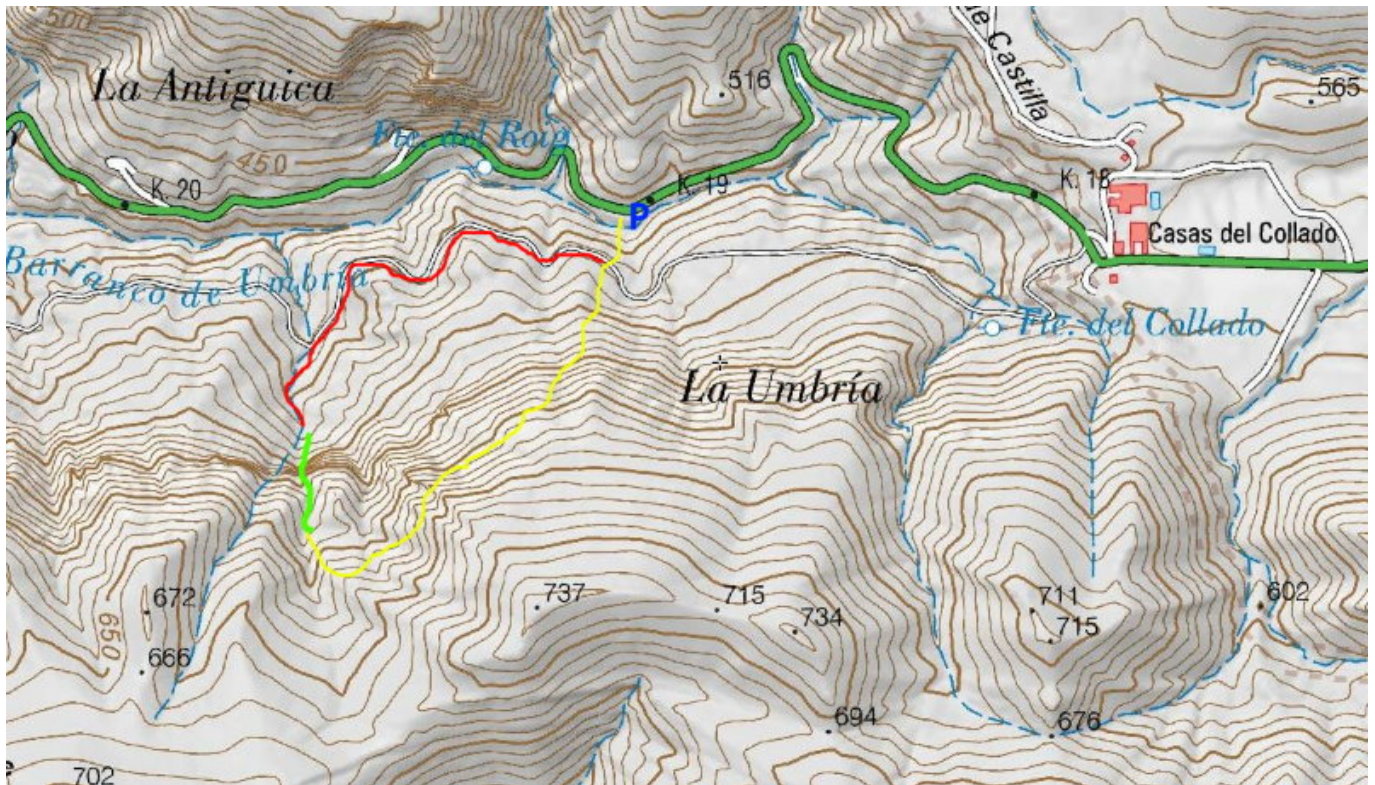 de Castilla
La Antiguica
516
565
Fte. del Roig
450
K. 20
K. 19
K. 18
P
Casas del Collado
Barranco de Umbría
Fte. del Collado
La Umbría
672
650
666
737
715
734
711
715
602
694
676
702